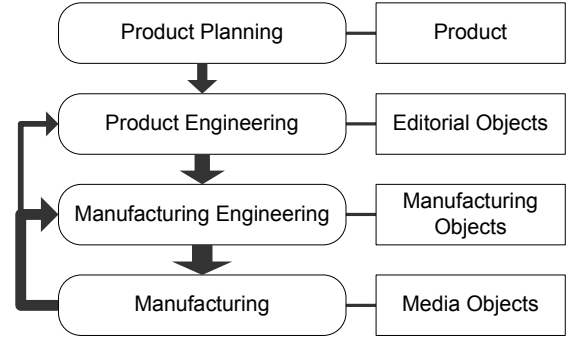 Product Planning
Product
Product Engineering
Editorial Objects
Manufacturing Engineering
Manufacturing
Objects
Manufacturing
Media Objects